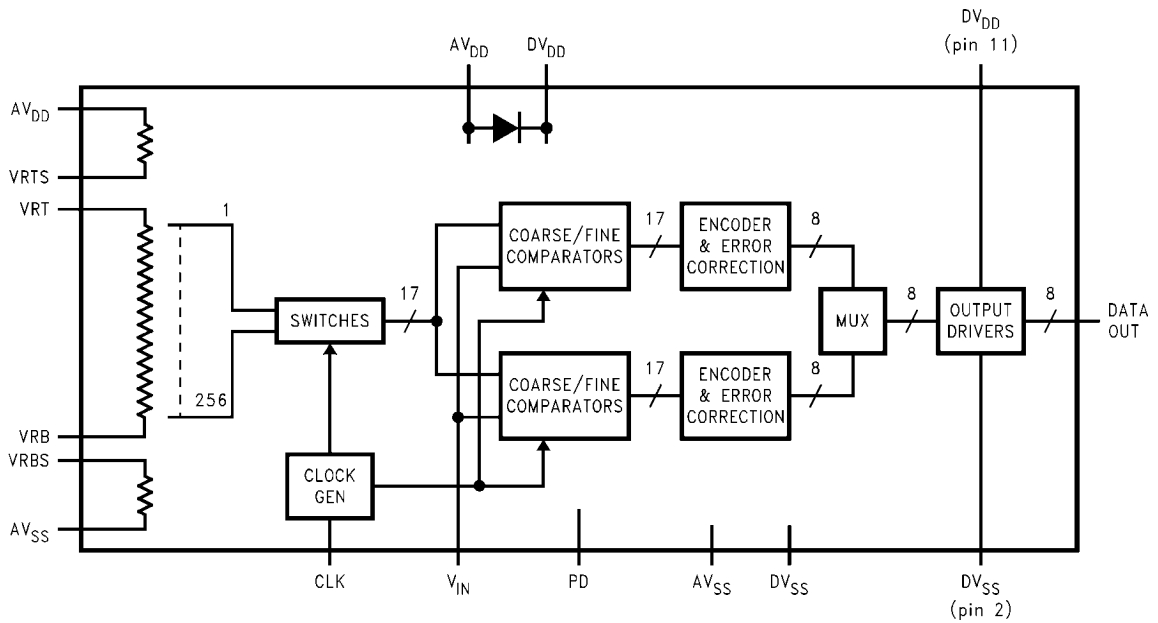 AVDD DVDD DVDD
(pin 11)
AVDD
VRTS
VRT
1
17
8
COARSE/FINE
COMPARATORS
ENCODER
& ERROR
CORRECTION
17
8
8
SWITCHES
MUX
OUTPUT
DRIVERS
DATA
OUT
17
8
256
COARSE/FINE
COMPARATORS
ENCODER
& ERROR
CORRECTION
VRB
VRBS
CLOCK
GEN
AVSS
CLK VIN PD AVSS DVSS DVSS
(pin 2)